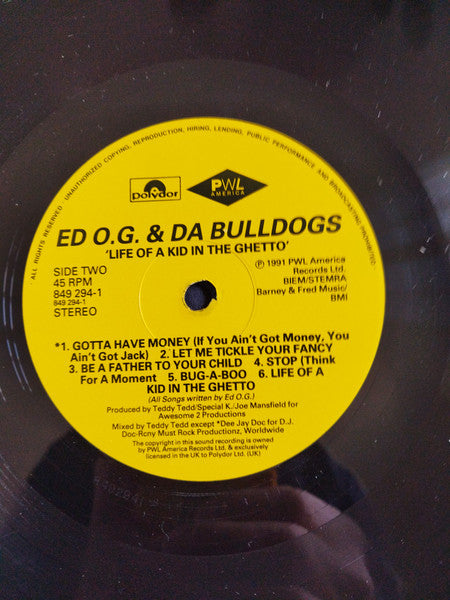 ALL RIGHTS RESERVED UNAUTHORIZED COPYING, REPRODUCTION, HIRING, LENDING, PUBLIC PERFORMANCE AND BROADCASTING PROHIBITED.
Polydor
PWL
AMERICA
ED O.G. & DA BULLDOGS
'LIFE OF A KID IN THE GHETTO'
SIDE TWO
45 RPM
849 294-1
849 294-1
STEREO
℗ 1991 PWL America
Records Ltd.
BIEM/STEMRA
Barney & Fred Music/
BMI
*1. GOTTA HAVE MONEY (If You Ain't Got Money, You
Ain't Got Jack) 2. LET ME TICKLE YOUR FANCY
3. BE A FATHER TO YOUR CHILD 4. STOP (Think
For A Moment 5. BUG-A-BOO 6. LIFE OF A
KID IN THE GHETTO
(All Songs written by Ed O.G.)
Produced by Teddy Tedd/Special K./Joe Mansfield for
Awesome 2 Productions
Mixed by Teddy Tedd except *Dee Jay Doc for D.J.
Doc-Rcny Must Rock Productionz, Worldwide
The copyright in this sound recording is owned
by PWL America Records Ltd. & exclusively
licensed in the UK to Polydor Ltd. (UK)